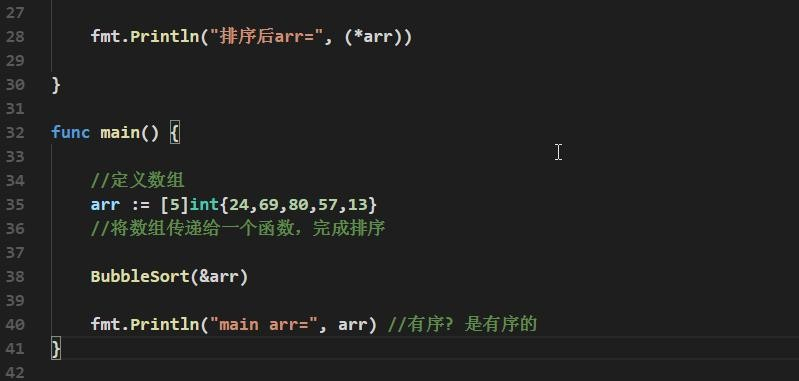 27
28 fmt.Println("排序后arr=", (*arr))
29
30 }
31
32 func main() {
33
34 //定义数组
35 arr := [5]int{24,69,80,57,13}
36 //将数组传递给一个函数，完成排序
37
38 BubbleSort(&arr)
39
40 fmt.Println("main arr=", arr) //有序? 是有序的
41 }
42